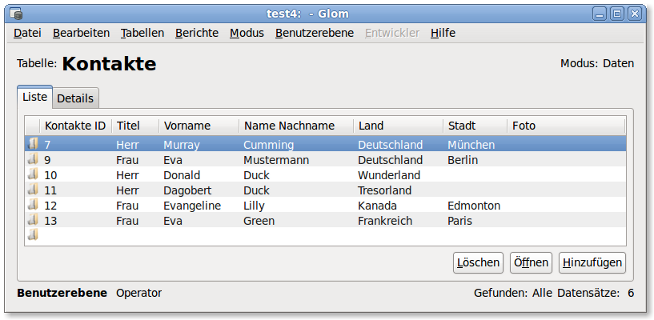 test4: - Glom
Datei Bearbeiten Tabellen Berichte Modus Benutzerebene Entwickler Hilfe
Tabelle: Kontakte Modus: Daten
Liste Details
Kontakte ID Titel Vorname Name Nachname Land Stadt Foto
7 Herr Murray Cumming Deutschland München
9 Frau Eva Mustermann Deutschland Berlin
10 Herr Donald Duck Wunderland
11 Herr Dagobert Duck Tresorland
12 Frau Evangeline Lilly Kanada Edmonton
13 Frau Eva Green Frankreich Paris
Löschen Öffnen Hinzufügen
Benutzerebene Operator Gefunden: Alle Datensätze: 6